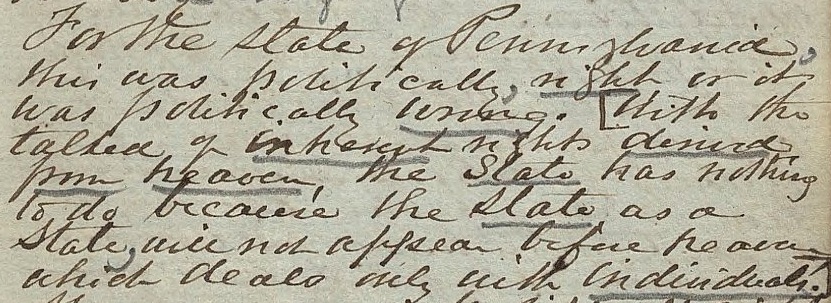 For the state of Pennsylvania,
this was politically, right or it
was politically wrong. [With the
talked of inherent rights derived
from heaven, the State has nothing
to do because the State as a
State, will not appear before heaven
which deals only with individuals.